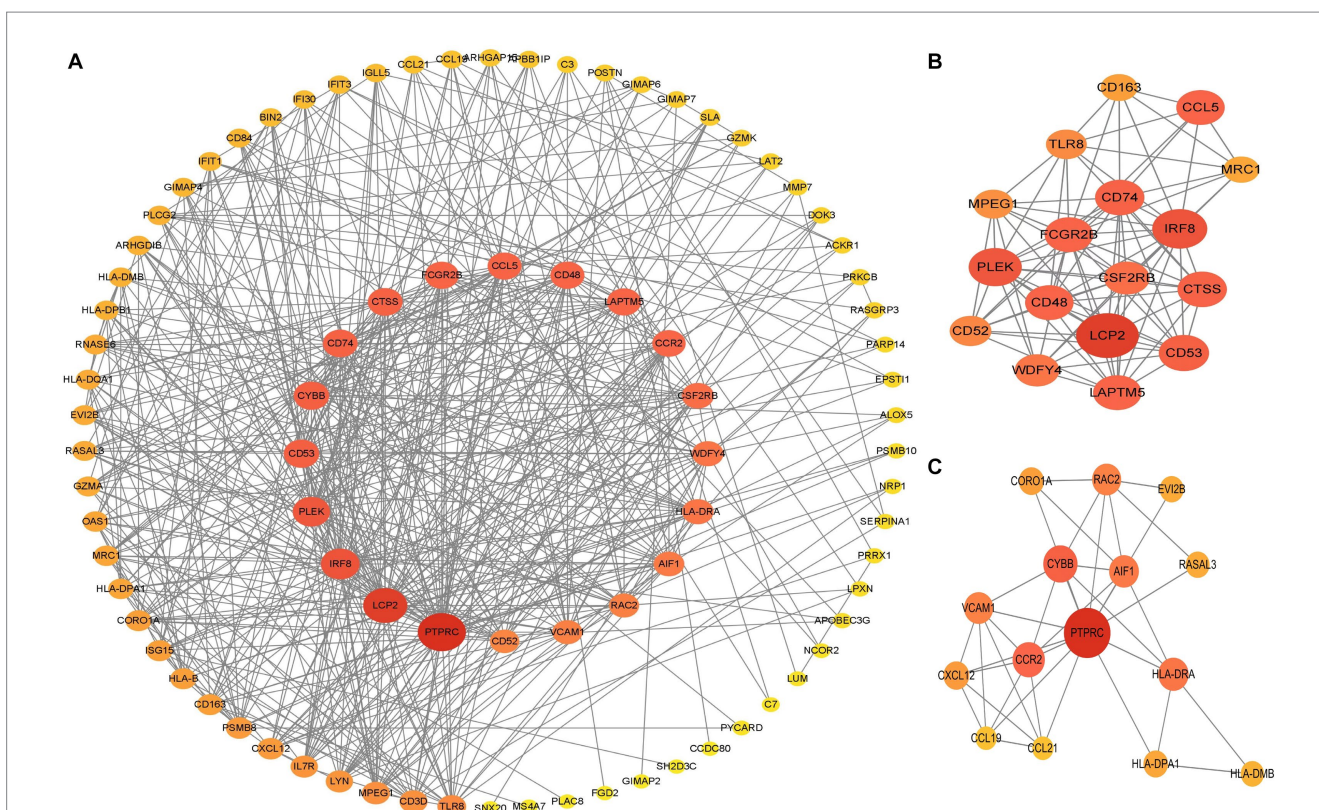 A
CCL21
CCL19
ARHGAP15
APBB1IP
C3
POSTN
GIMAP6
GIMAP7
SLA
GZMK
LAT2
MMP7
DOK3
ACKR1
PRKCB
RASGRP3
PARP14
EPSTI1
ALOX5
PSMB10
NRP1
SERPINA1
PRRX1
LPXN
APOBEC3G
NCOR2
LUM
C7
PYCARD
CCDC80
SH2D3C
GIMAP2
FGD2
PLAC8
MS4A7
SNX20
TLR8
CD3D
MPEG1
LYN
IL7R
CXCL12
PSMB8
CD163
HLA-B
ISG15
CORO1A
HLA-DPA1
MRC1
OAS1
GZMA
RASAL3
EVI2B
HLA-DQA1
RNASE6
HLA-DPB1
HLA-DMB
ARHGDIB
PLCG2
GIMAP4
IFIT1
CD84
BIN2
IFI30
IFIT3
IGLL5
CCL5
CD48
LAPTM5
CCR2
CSF2RB
WDFY4
HLA-DRA
AIF1
RAC2
VCAM1
CD52
PTPRC
LCP2
IRF8
PLEK
CD53
CYBB
CD74
CTSS
FCGR2B
B
CD163
CCL5
TLR8
MRC1
CD74
MPEG1
IRF8
FCGR2B
PLEK
CSF2RB
CTSS
CD48
CD52
LCP2
CD53
WDFY4
LAPTM5
C
CORO1A
RAC2
EVI2B
CYBB
AIF1
RASAL3
VCAM1
PTPRC
CCR2
CXCL12
HLA-DRA
CCL19
CCL21
HLA-DPA1
HLA-DMB